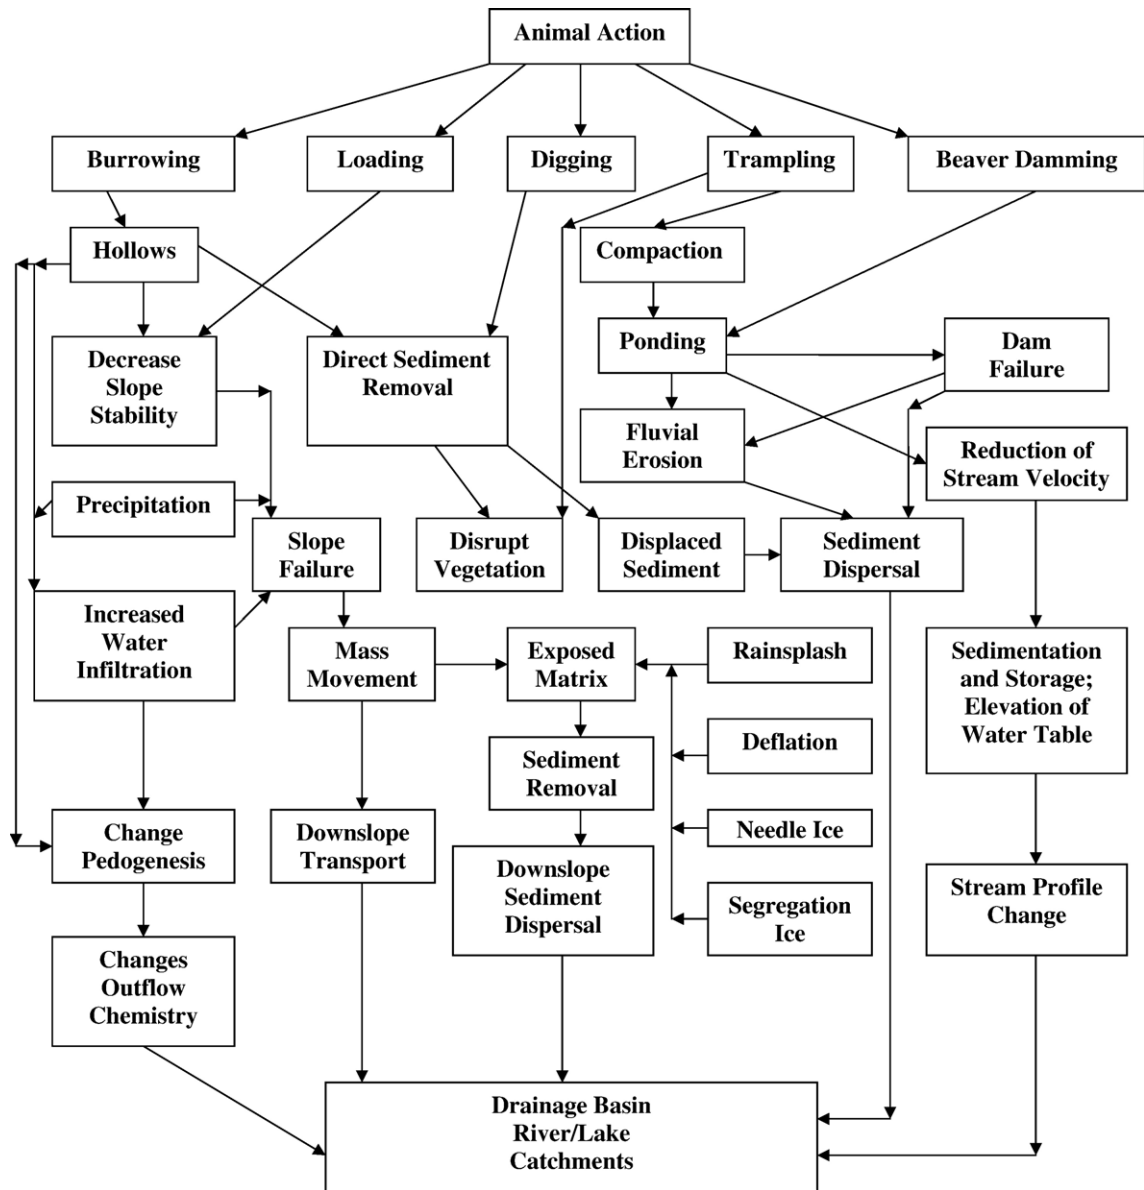 Animal Action
Burrowing
Loading
Digging
Trampling
Beaver Damming
Hollows
Compaction
Decrease
Slope
Stability
Direct Sediment
Removal
Ponding
Dam
Failure
Fluvial
Erosion
Reduction of
Stream Velocity
Precipitation
Slope
Failure
Disrupt
Vegetation
Displaced
Sediment
Sediment
Dispersal
Increased
Water
Infiltration
Mass
Movement
Exposed
Matrix
Rainsplash
Sedimentation
and Storage;
Elevation of
Water Table
Deflation
Sediment
Removal
Needle Ice
Change
Pedogenesis
Downslope
Transport
Downslope
Sediment
Dispersal
Segregation
Ice
Stream Profile
Change
Changes
Outflow
Chemistry
Drainage Basin
River/Lake
Catchments